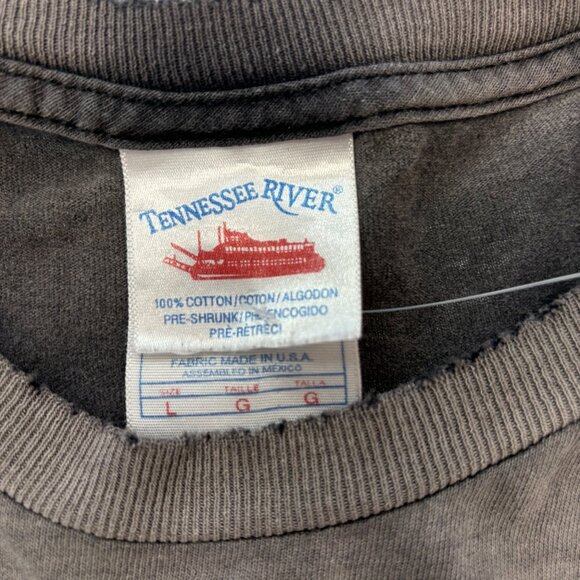 TENNESSEE RIVER®
100% COTTON/COTON/ALGODON
PRE-SHRUNK/PRE-ENCOGIDO
PRÉ-RÉTRÉCI
FABRIC MADE IN U.S.A.
ASSEMBLED IN MEXICO
SIZE TAILLE TALLA
L G G